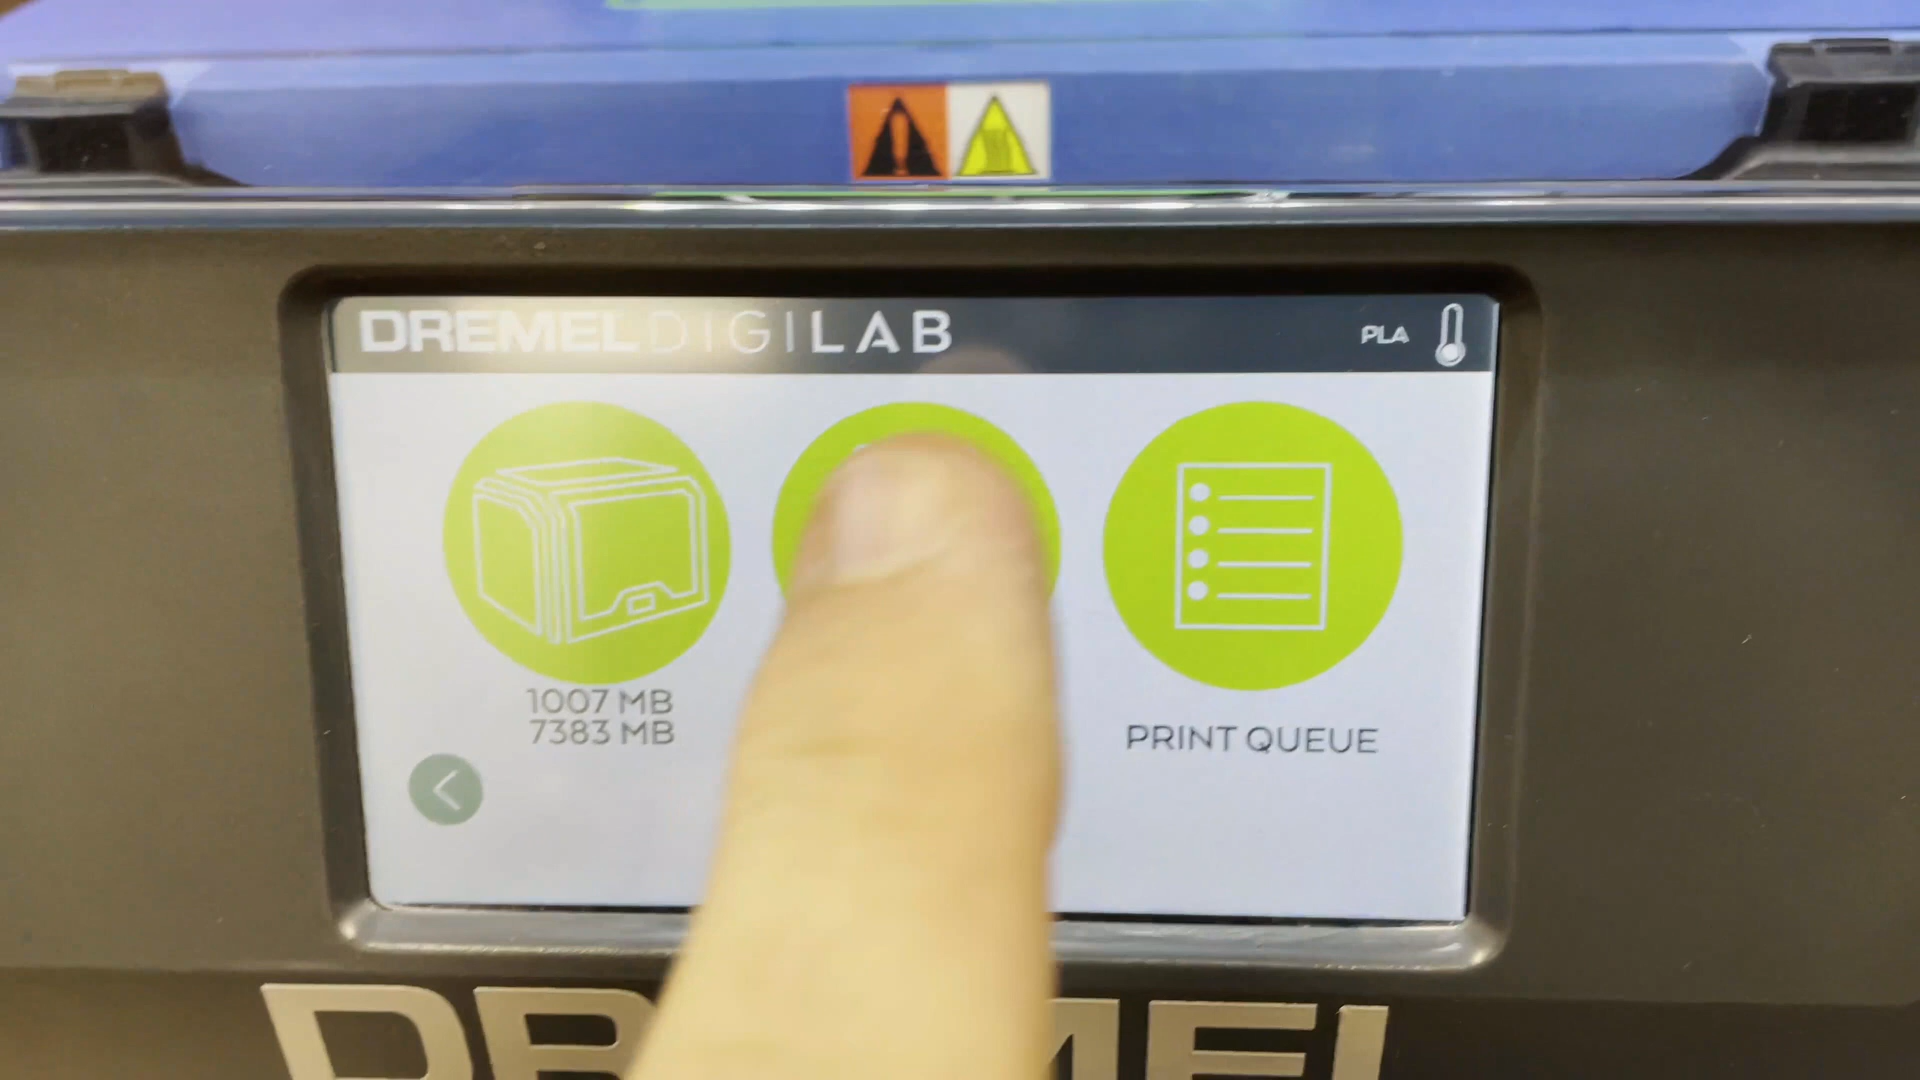 DREMEL DIGILAB
PLA
1007 MB
7383 MB
PRINT QUEUE